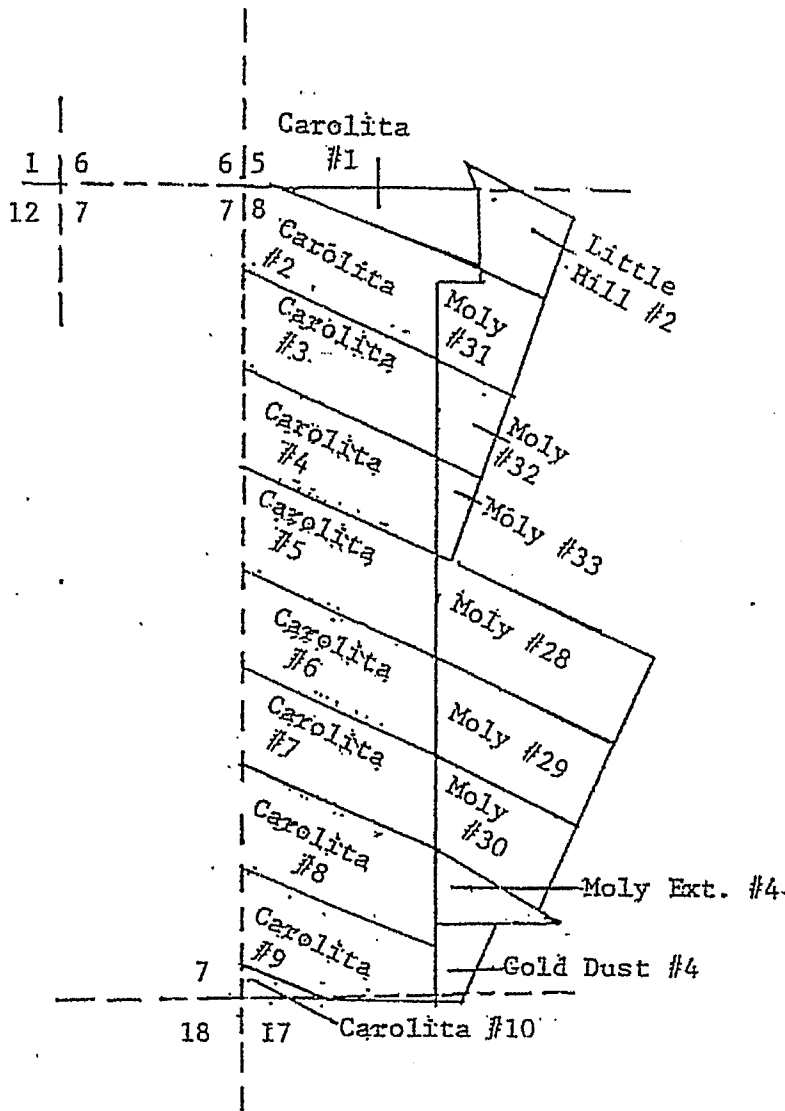 Carolita
#1
1 6
6 5
12 7
7 8
Little
Hill #2
Carolita
#2
Moly
#31
Carolita
#3
Moly
#32
Carolita
#4
Moly #33
Carolita
#5
Moly #28
Carolita
#6
Moly #29
Carolita
#7
Moly
#30
Carolita
#8
Moly Ext. #4
Carolita
#9
Gold Dust #4
7
18 17
Carolita #10